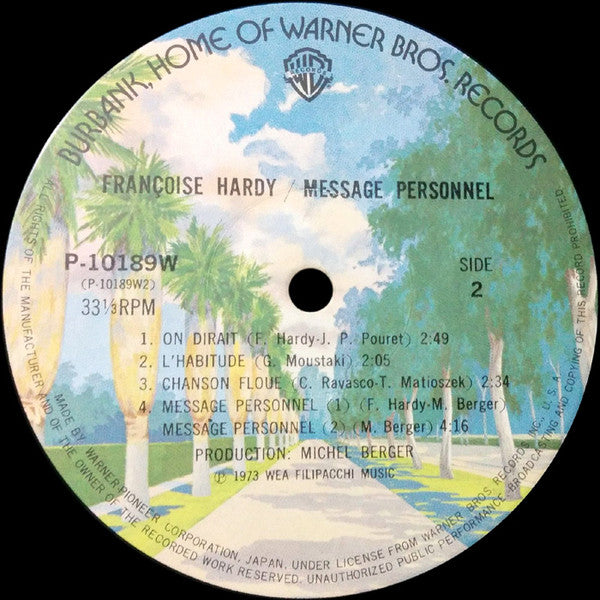 BURBANK, HOME OF WARNER BROS. RECORDS
FRANÇOISE HARDY / MESSAGE PERSONNEL
P-10189W
(P-10189W2)
33⅓RPM
SIDE
2
1. ON DIRAIT (F. Hardy-J. P. Pouret) 2:49
2. L'HABITUDE (G. Moustaki) 2:05
3. CHANSON FLOUE (C. Ravasco-T. Matioszek) 2:34
4. MESSAGE PERSONNEL (1) (F. Hardy-M. Berger)
MESSAGE PERSONNEL (2) (M. Berger) 4:16
PRODUCTION: MICHEL BERGER
Ⓟ 1973 WEA FILIPACCHI MUSIC
MADE BY WARNER-PIONEER CORPORATION, JAPAN, UNDER LICENSE FROM WARNER BROS. RECORDS INC., U. S. A.
ALL RIGHTS OF THE MANUFACTURER AND OF THE OWNER OF THE RECORDED WORK RESERVED. UNAUTHORIZED PUBLIC PERFORMANCE, BROADCASTING AND COPYING OF THIS RECORD PROHIBITED.